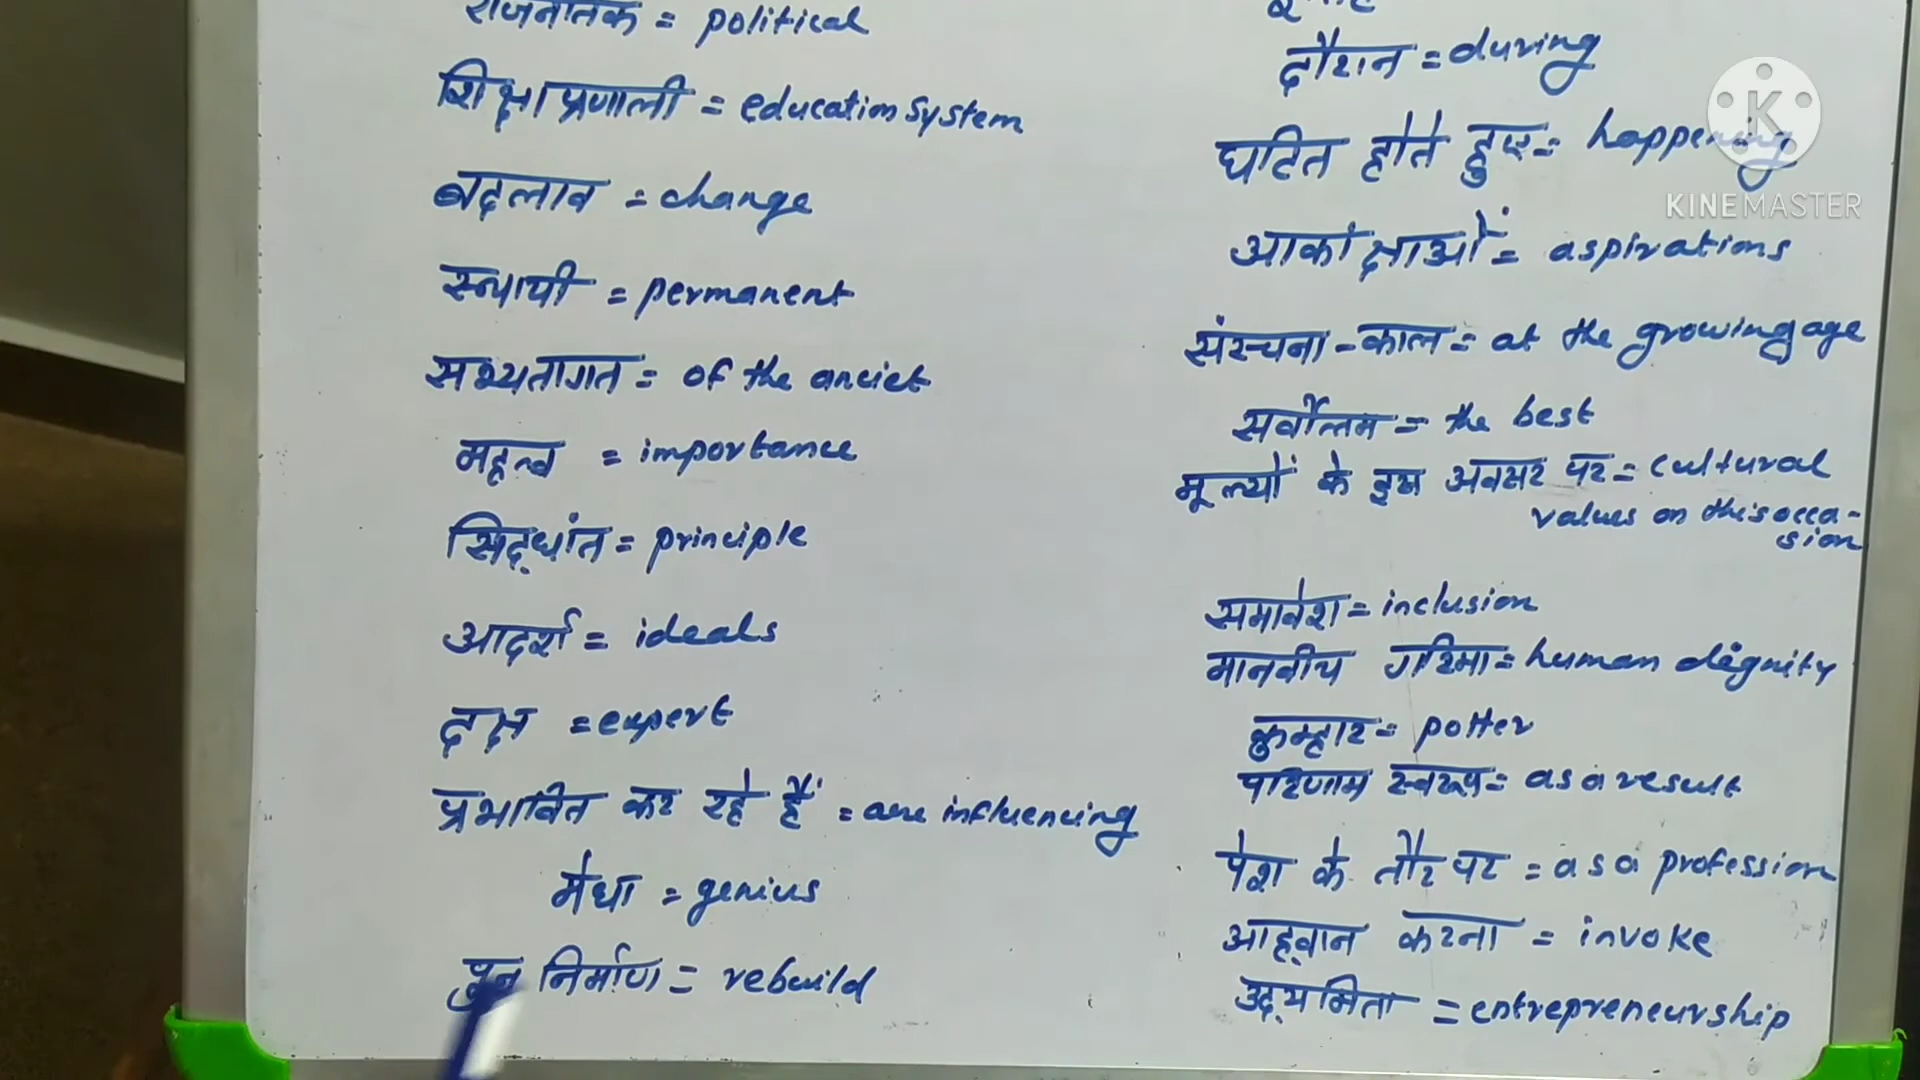 राजनीतिक = political
शिक्षा प्रणाली = education system
बदलाव = change
स्थायी = permanent
सभ्यतागत = of the anciet
महत्व = importance
सिद्धांत = principle
आदर्श = ideals
दक्ष = expert
प्रभावित कर रहे हैं = are influencing
मेधा = genius
पुन निर्माण = rebuild
दौरान = during
घटित होते हुए = happening
आकांक्षाओं = aspirations
संरचना-काल = at the growing age
सर्वोत्तम = the best
मूल्यों के इस अवसर पर = cultural
values on this occa-
sion
समावेश = inclusion
मानवीय गरिमा = human dignity
कुम्हार = potter
परिणाम स्वरूप = as a result
पेशे के तौर पर = as a profession
आह्वान करना = invoke
उद्यमिता = entrepreneurship
K
KINEMASTER